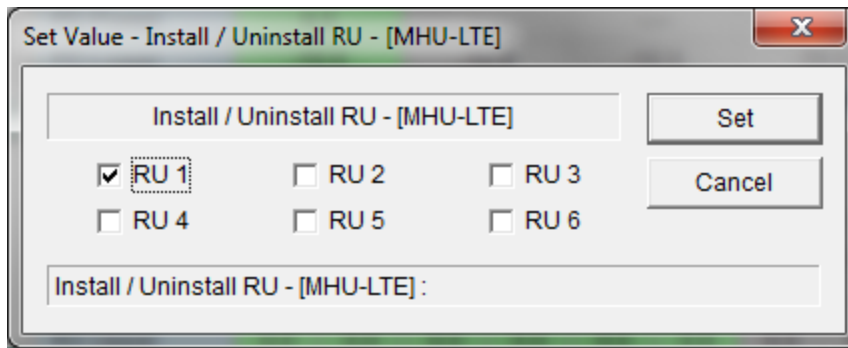 Set Value - Install / Uninstall RU - [MHU-LTE]
Install / Uninstall RU - [MHU-LTE]
Set
RU 1 RU 2 RU 3
Cancel
RU 4 RU 5 RU 6
Install / Uninstall RU - [MHU-LTE] :